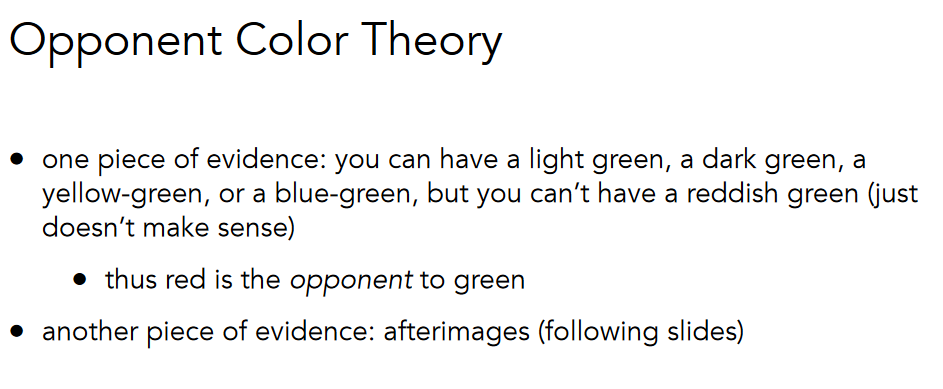 Opponent Color Theory
• one piece of evidence: you can have a light green, a dark green, a
yellow-green, or a blue-green, but you can’t have a reddish green (just
doesn’t make sense)
• thus red is the opponent to green
• another piece of evidence: afterimages (following slides)